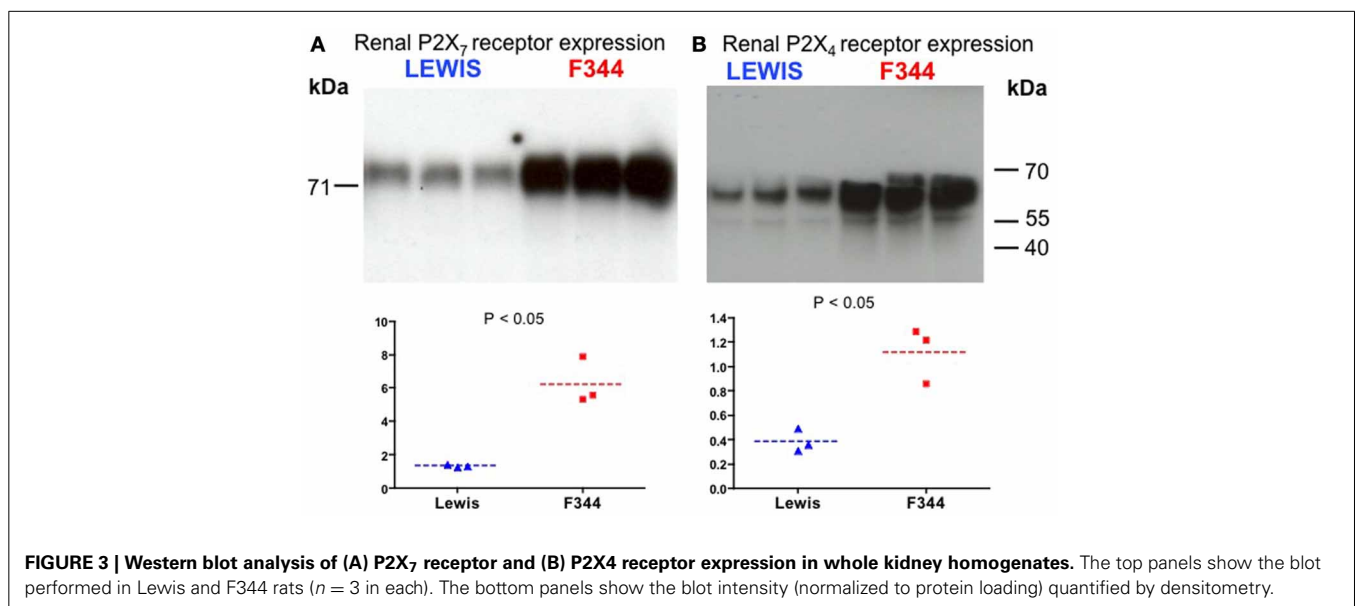 A Renal P2X₇ receptor expression
LEWIS F344
kDa
71
B Renal P2X₄ receptor expression
LEWIS F344
kDa
70
55
40
P < 0.05
10
8
6
4
2
0
Lewis F344
P < 0.05
1.4
1.2
1.0
0.8
0.6
0.4
0.2
0.0
Lewis F344
FIGURE 3 | Western blot analysis of (A) P2X₇ receptor and (B) P2X4 receptor expression in whole kidney homogenates. The top panels show the blot
performed in Lewis and F344 rats (n = 3 in each). The bottom panels show the blot intensity (normalized to protein loading) quantified by densitometry.